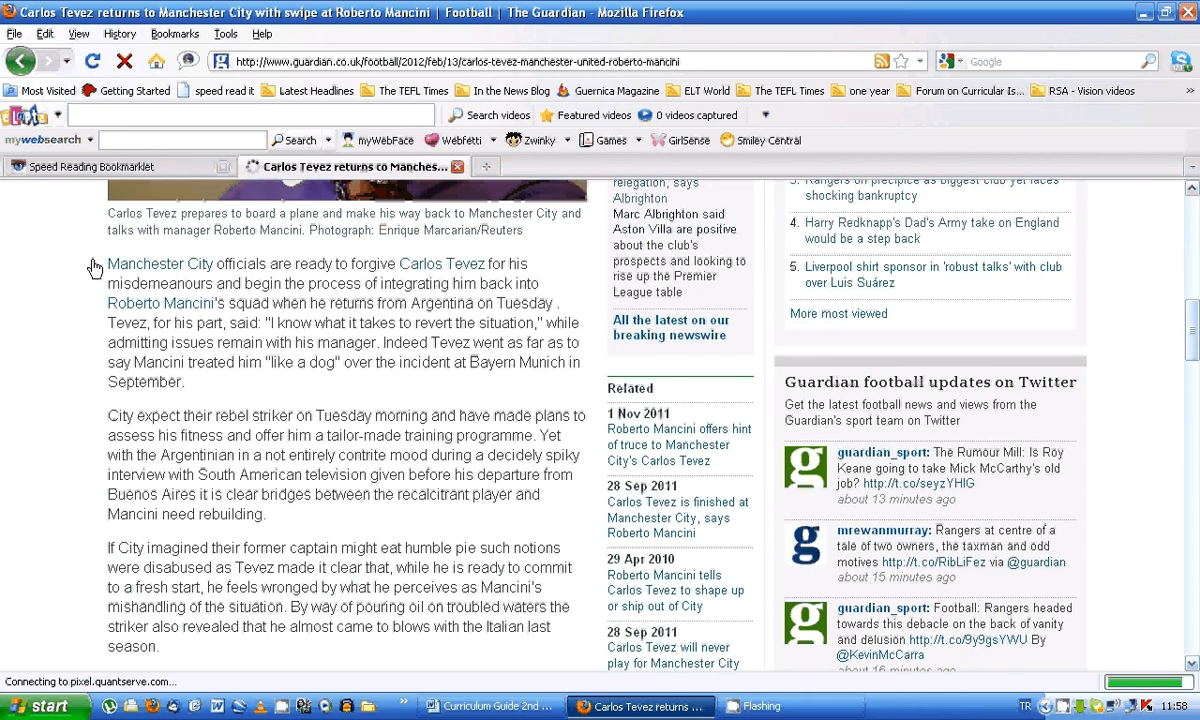 Carlos Tevez returns to Manchester City with swipe at Roberto Mancini | Football | The Guardian - Mozilla Firefox
File Edit View History Bookmarks Tools Help
http://www.guardian.co.uk/football/2012/feb/13/carlos-tevez-manchester-united-roberto-mancini
Google
Most Visited Getting Started speed read it Latest Headlines The TEFL Times In the News Blog Guernica Magazine ELT World The TEFL Times one year Forum on Curricular Is... RSA - Vision videos
Search videos Featured videos 0 videos captured
mywebsearch Search myWebFace Webfetti Zwinky Games GirlSense Smiley Central
Speed Reading Bookmarklet
Carlos Tevez returns to Manches...
Carlos Tevez prepares to board a plane and make his way back to Manchester City and
talks with manager Roberto Mancini. Photograph: Enrique Marcarian/Reuters
Manchester City officials are ready to forgive Carlos Tevez for his
misdemeanours and begin the process of integrating him back into
Roberto Mancini's squad when he returns from Argentina on Tuesday .
Tevez, for his part, said: "I know what it takes to revert the situation," while
admitting issues remain with his manager. Indeed Tevez went as far as to
say Mancini treated him "like a dog" over the incident at Bayern Munich in
September.
City expect their rebel striker on Tuesday morning and have made plans to
assess his fitness and offer him a tailor-made training programme. Yet
with the Argentinian in a not entirely contrite mood during a decidely spiky
interview with South American television given before his departure from
Buenos Aires it is clear bridges between the recalcitrant player and
Mancini need rebuilding.
If City imagined their former captain might eat humble pie such notions
were disabused as Tevez made it clear that, while he is ready to commit
to a fresh start, he feels wronged by what he perceives as Mancini's
mishandling of the situation. By way of pouring oil on troubled waters the
striker also revealed that he almost came to blows with the Italian last
season.
relegation, says
Albrighton
Marc Albrighton said
Aston Villa are positive
about the club's
prospects and looking to
rise up the Premier
League table
All the latest on our
breaking newswire
Related
1 Nov 2011
Roberto Mancini offers hint
of truce to Manchester
City's Carlos Tevez
28 Sep 2011
Carlos Tevez is finished at
Manchester City, says
Roberto Mancini
29 Apr 2010
Roberto Mancini tells
Carlos Tevez to shape up
or ship out of City
28 Sep 2011
Carlos Tevez will never
play for Manchester City
3. Rangers on precipice as biggest club yet faces
shocking bankruptcy
4. Harry Redknapp's Dad's Army take on England
would be a step back
5. Liverpool shirt sponsor in 'robust talks' with club
over Luis Suárez
More most viewed
Guardian football updates on Twitter
Get the latest football news and views from the
Guardian's sport team on Twitter
guardian_sport: The Rumour Mill: Is Roy
Keane going to take Mick McCarthy's old
job? http://t.co/seyzYHlG
about 13 minutes ago
mrewanmurray: Rangers at centre of a
tale of two owners, the taxman and odd
motives http://t.co/RibLiFez via @guardian
about 15 minutes ago
guardian_sport: Football: Rangers headed
towards this debacle on the back of vanity
and delusion http://t.co/9y9gsYWU By
@KevinMcCarra
about 16 minutes ago
Connecting to pixel.quantserve.com...
start Curriculum Guide 2nd ... Carlos Tevez returns ... Flashing TR 11:58